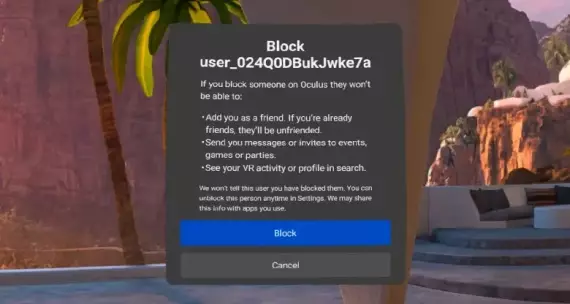 Block
user_024Q0DBukJwke7a
If you block someone on Oculus they won't
be able to:
•Add you as a friend. If you're already
friends, they'll be unfriended.
•Send you messages or invites to events,
games or parties.
•See your VR activity or profile in search.
We won't tell this user you have blocked them. You can
unblock this person anytime in Settings. We may share
this info with apps you use.
Block
Cancel